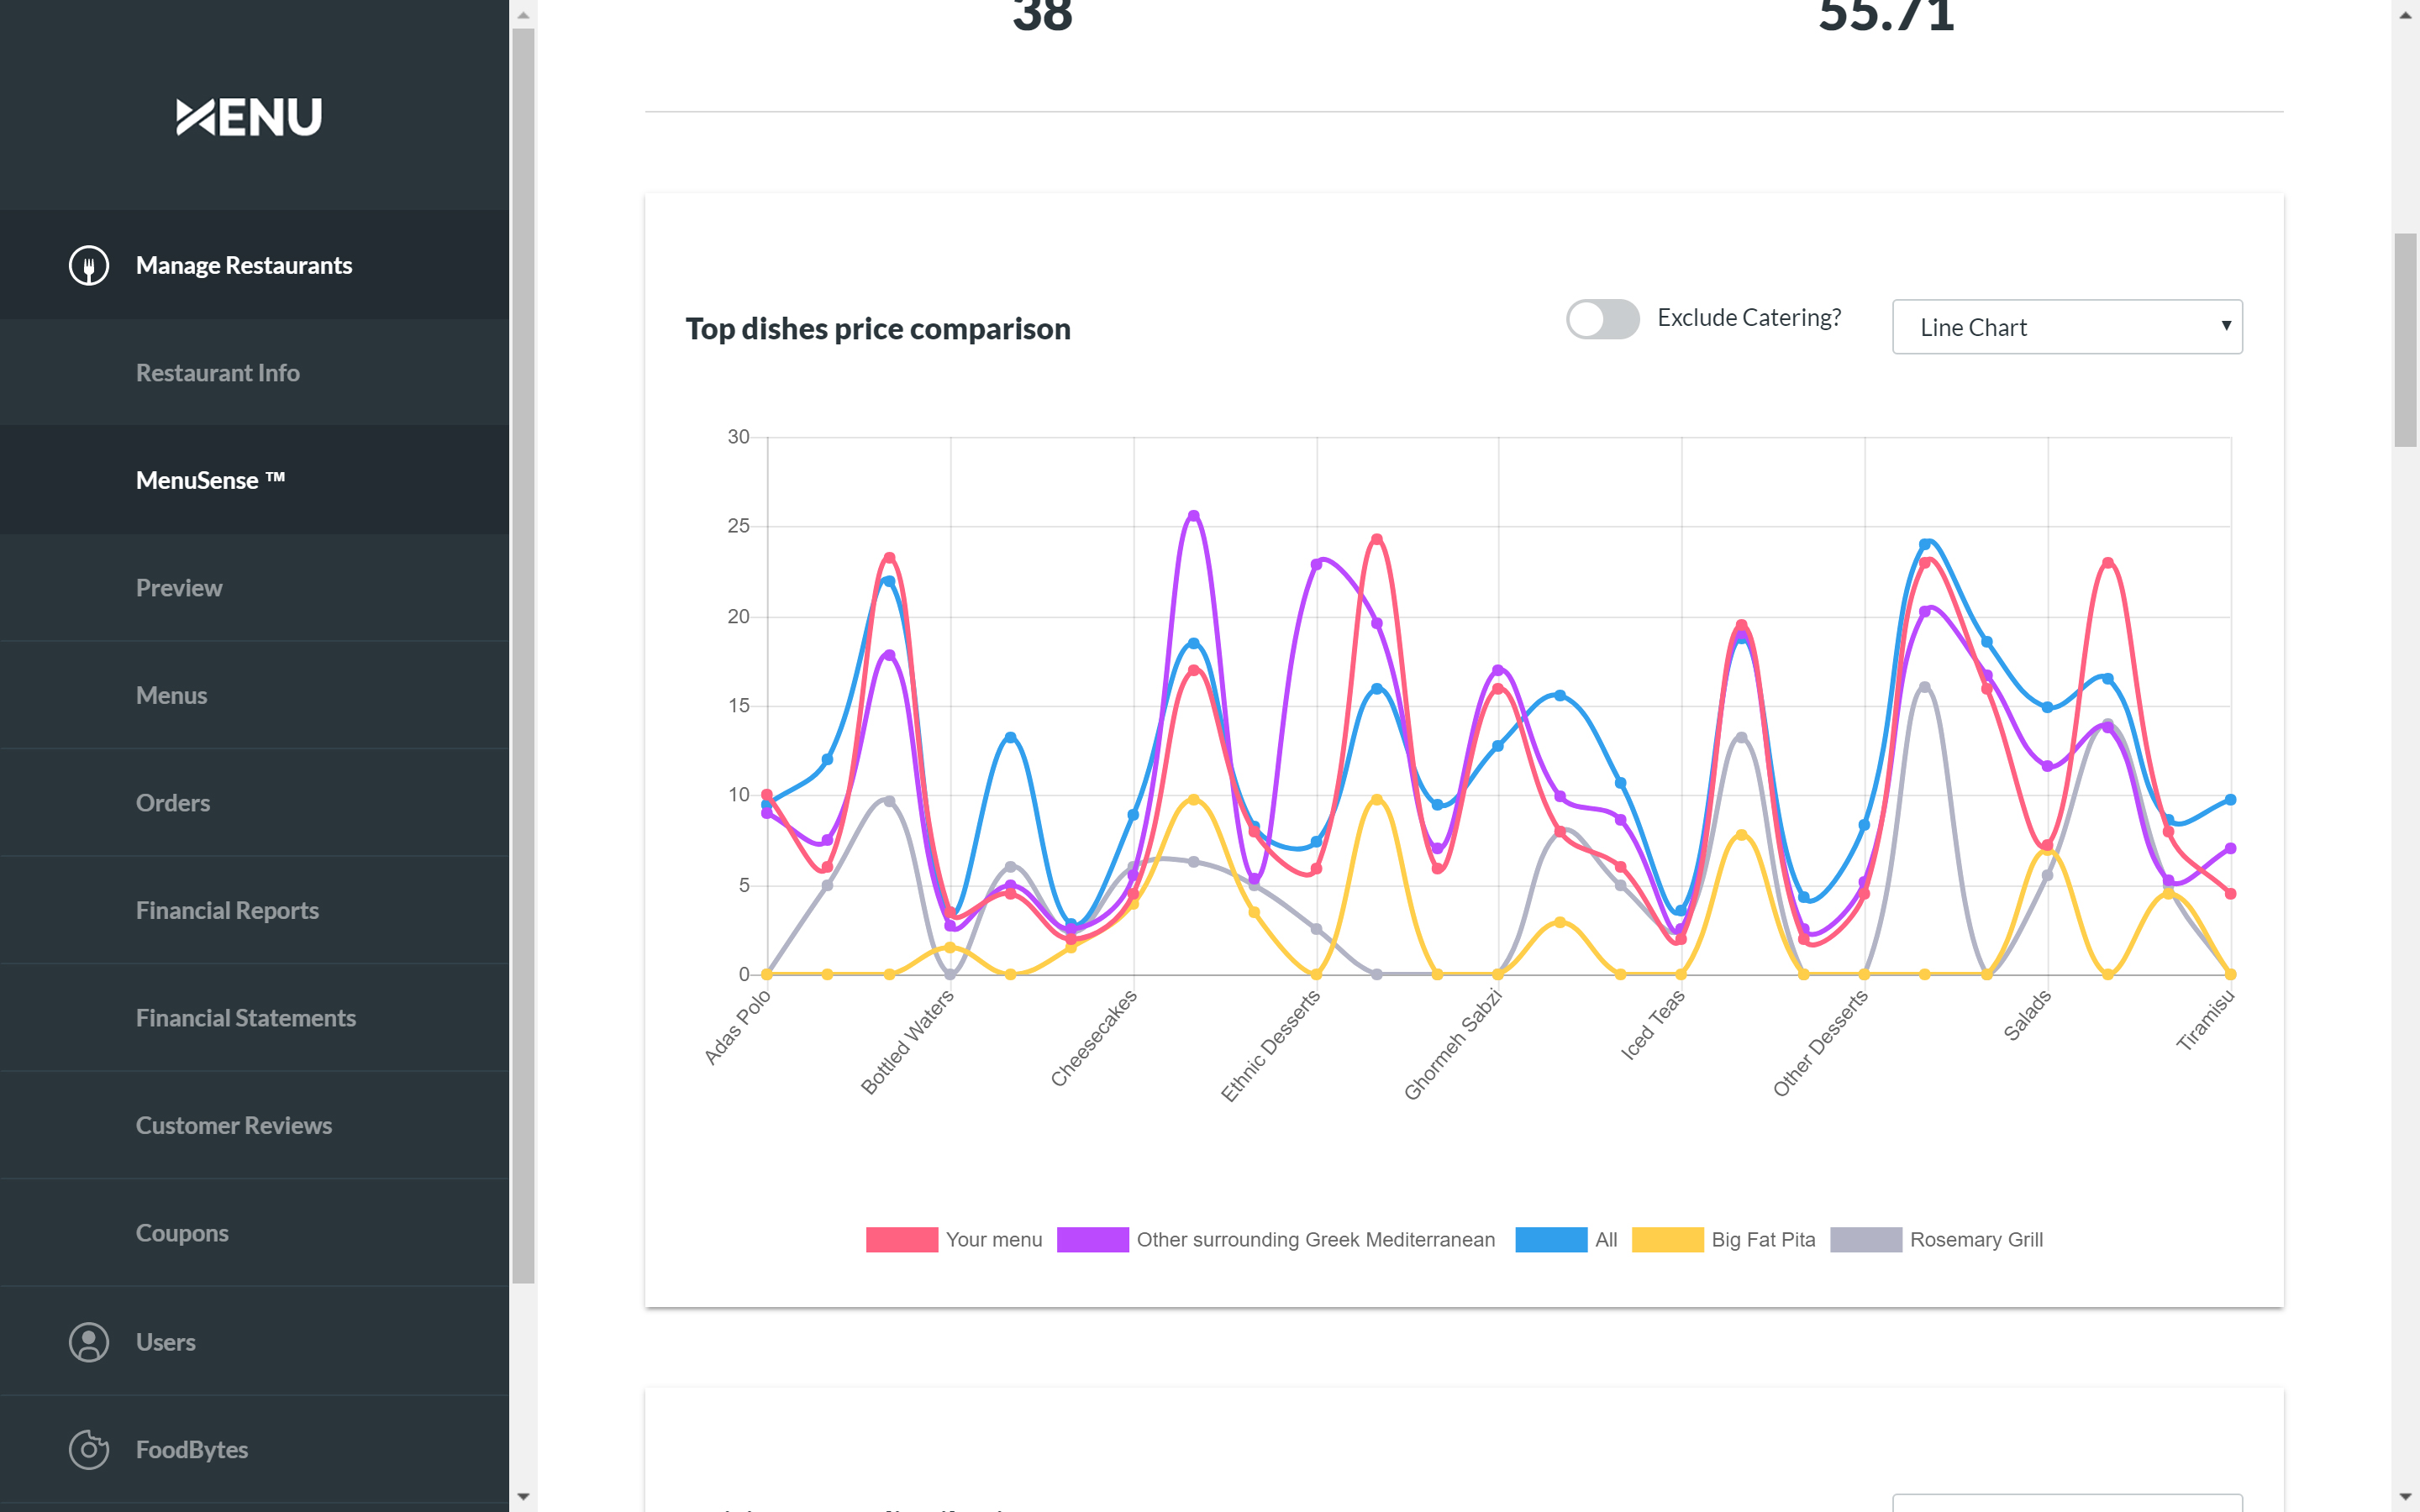 38
55.71
MENU
Manage Restaurants
Restaurant Info
MenuSense ™
Preview
Menus
Orders
Financial Reports
Financial Statements
Customer Reviews
Coupons
Users
FoodBytes
Top dishes price comparison
Exclude Catering?
Line Chart
30
25
20
15
10
5
0
Adas Polo
Bottled Waters
Cheesecakes
Ethnic Desserts
Ghormeh Sabzi
Iced Teas
Other Desserts
Salads
Tiramisu
Your menu
Other surrounding Greek Mediterranean
All
Big Fat Pita
Rosemary Grill